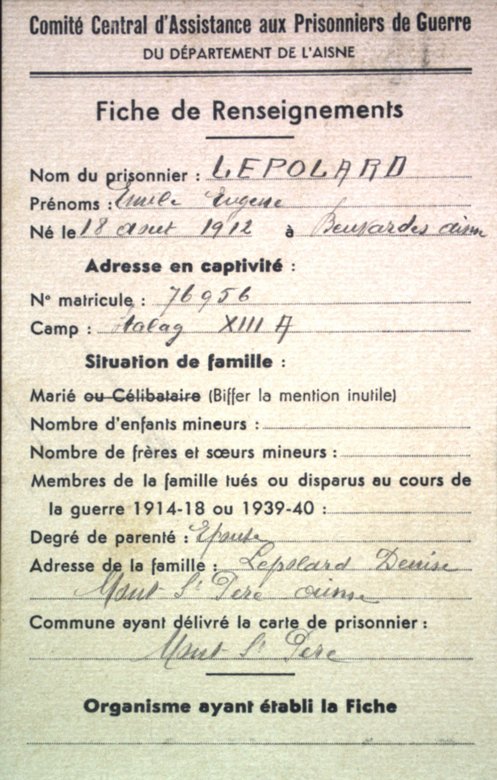 Comité Central d'Assistance aux Prisonniers de Guerre
DU DÉPARTEMENT DE L'AISNE
Fiche de Renseignements
Nom du prisonnier : LEPOLARD
Prénoms : Emile Eugene
Né le 18 aout 1912 à Beuvardes aisne
Adresse en captivité :
N° matricule : 76956
Camp : Stalag XIII A
Situation de famille :
Marié ou Célibataire (Biffer la mention inutile)
Nombre d'enfants mineurs :
Nombre de frères et sœurs mineurs :
Membres de la famille tués ou disparus au cours de
la guerre 1914-18 ou 1939-40 :
Degré de parenté : Epouse
Adresse de la famille : Lepolard Denise
Mont St Pere aisne
Commune ayant délivré la carte de prisonnier :
Mont St Pere
Organisme ayant établi la Fiche